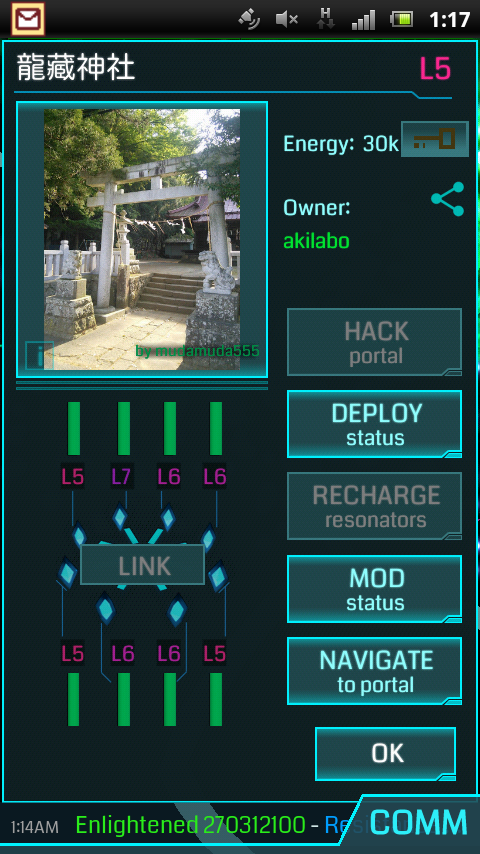 1:17
龍藏神社
L5
Energy: 30k
Owner:
akilabo
by mudamuda555
HACK
portal
DEPLOY
status
L5 L7 L6 L6
RECHARGE
resonators
LINK
MOD
status
L5 L6 L6 L5
NAVIGATE
to portal
OK
1:14AM Enlightened 270312100 - Resi
COMM